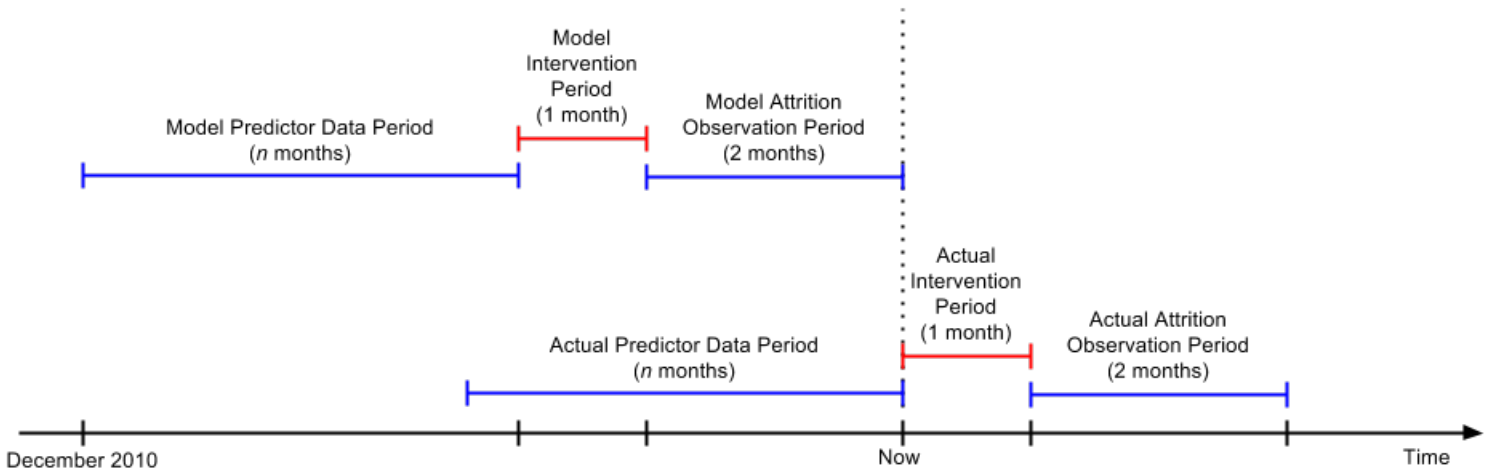 Model
Intervention
Period
(1 month)
Model Predictor Data Period
(n months)
Model Attrition
Observation Period
(2 months)
Actual
Intervention
Period
(1 month)
Actual Predictor Data Period
(n months)
Actual Attrition
Observation Period
(2 months)
December 2010
Now
Time